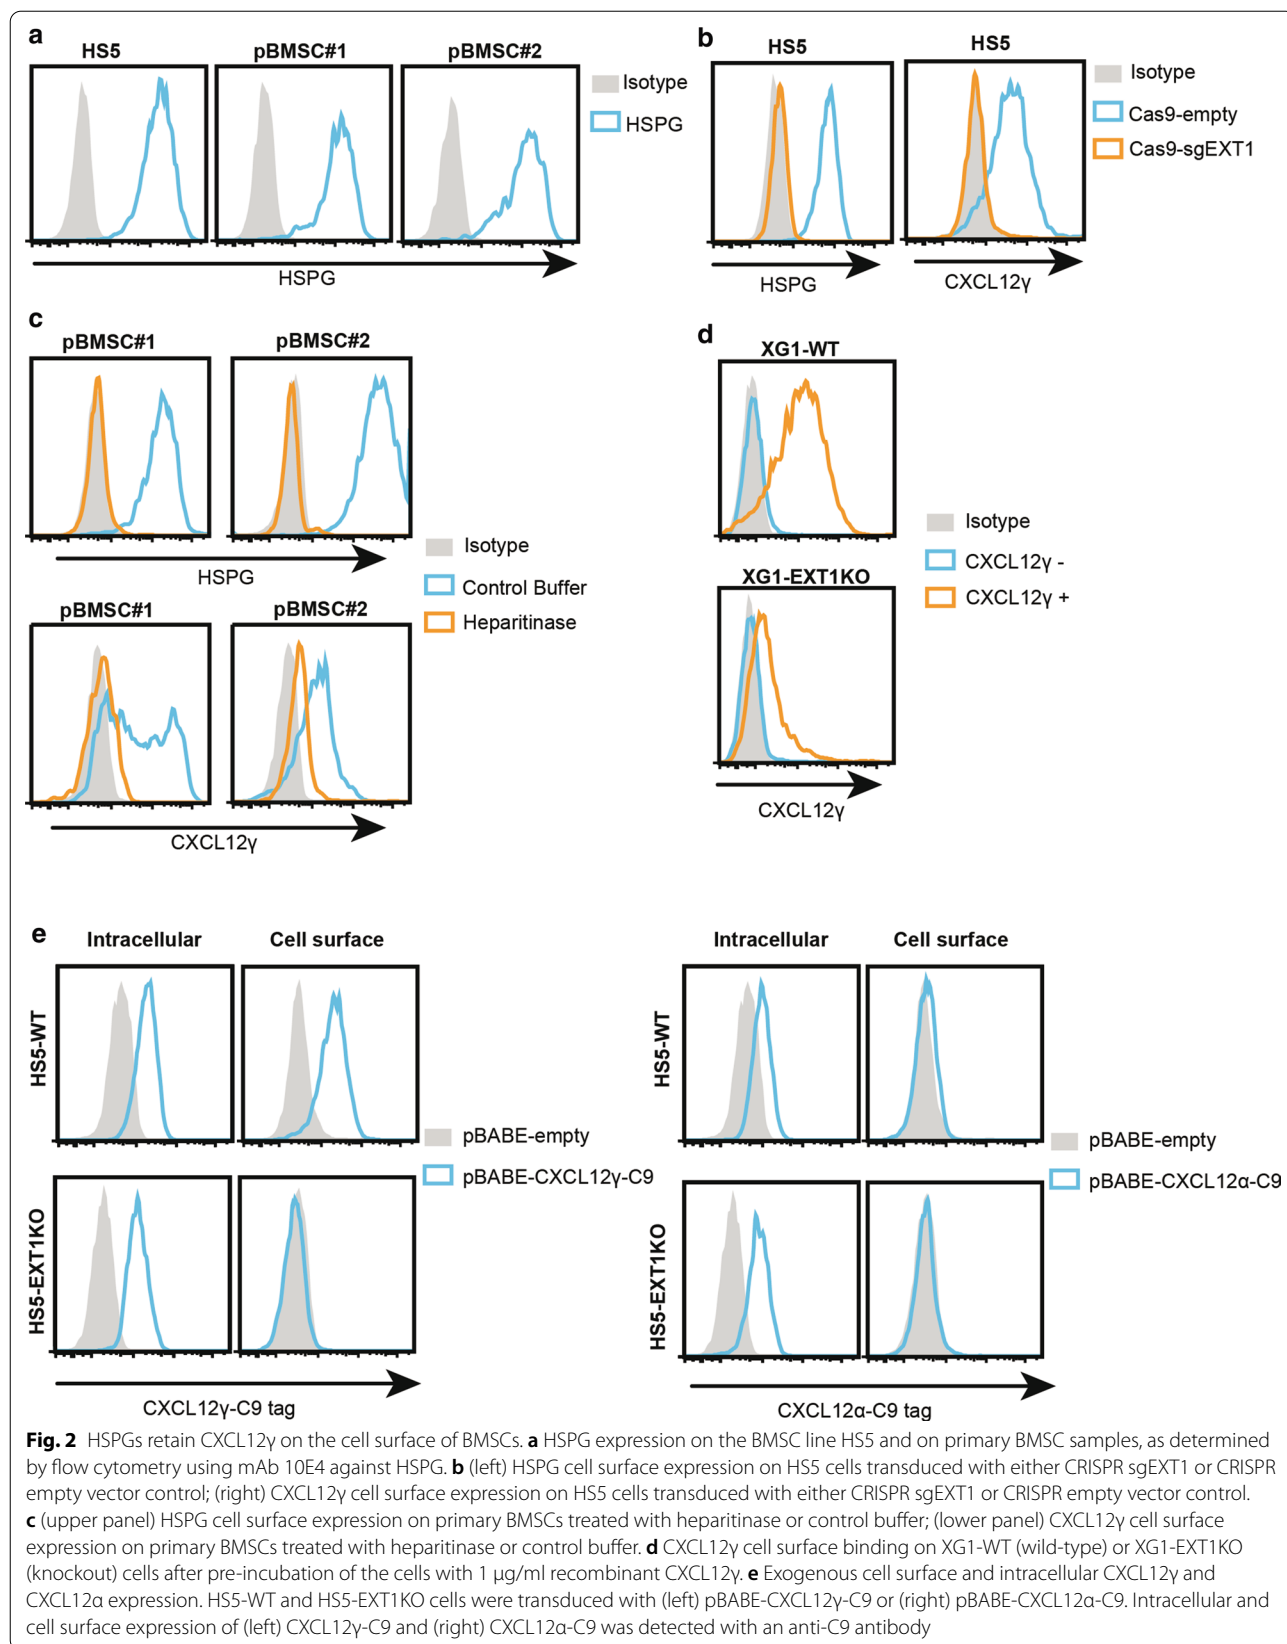 a
HS5
pBMSC#1
pBMSC#2
Isotype
HSPG
HSPG
b
HS5
HS5
Isotype
Cas9-empty
Cas9-sgEXT1
HSPG
CXCL12γ
c
pBMSC#1
pBMSC#2
HSPG
Isotype
Control Buffer
Heparitinase
pBMSC#1
pBMSC#2
CXCL12γ
d
XG1-WT
Isotype
CXCL12γ -
CXCL12γ +
XG1-EXT1KO
CXCL12γ
e
Intracellular
Cell surface
HS5-WT
pBABE-empty
pBABE-CXCL12γ-C9
HS5-EXT1KO
CXCL12γ-C9 tag
Intracellular
Cell surface
HS5-WT
pBABE-empty
pBABE-CXCL12α-C9
HS5-EXT1KO
CXCL12α-C9 tag
Fig. 2 HSPGs retain CXCL12γ on the cell surface of BMSCs. a HSPG expression on the BMSC line HS5 and on primary BMSC samples, as determined
by flow cytometry using mAb 10E4 against HSPG. b (left) HSPG cell surface expression on HS5 cells transduced with either CRISPR sgEXT1 or CRISPR
empty vector control; (right) CXCL12γ cell surface expression on HS5 cells transduced with either CRISPR sgEXT1 or CRISPR empty vector control.
c (upper panel) HSPG cell surface expression on primary BMSCs treated with heparitinase or control buffer; (lower panel) CXCL12γ cell surface
expression on primary BMSCs treated with heparitinase or control buffer. d CXCL12γ cell surface binding on XG1-WT (wild-type) or XG1-EXT1KO
(knockout) cells after pre-incubation of the cells with 1 μg/ml recombinant CXCL12γ. e Exogenous cell surface and intracellular CXCL12γ and
CXCL12α expression. HS5-WT and HS5-EXT1KO cells were transduced with (left) pBABE-CXCL12γ-C9 or (right) pBABE-CXCL12α-C9. Intracellular and
cell surface expression of (left) CXCL12γ-C9 and (right) CXCL12α-C9 was detected with an anti-C9 antibody